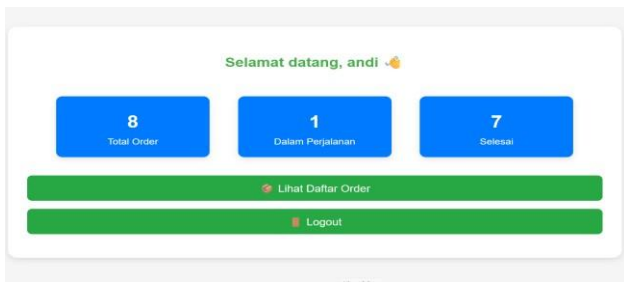 Selamat datang, andi 👋
8
Total Order
1
Dalam Perjalanan
7
Selesai
📦 Lihat Daftar Order
🚪 Logout